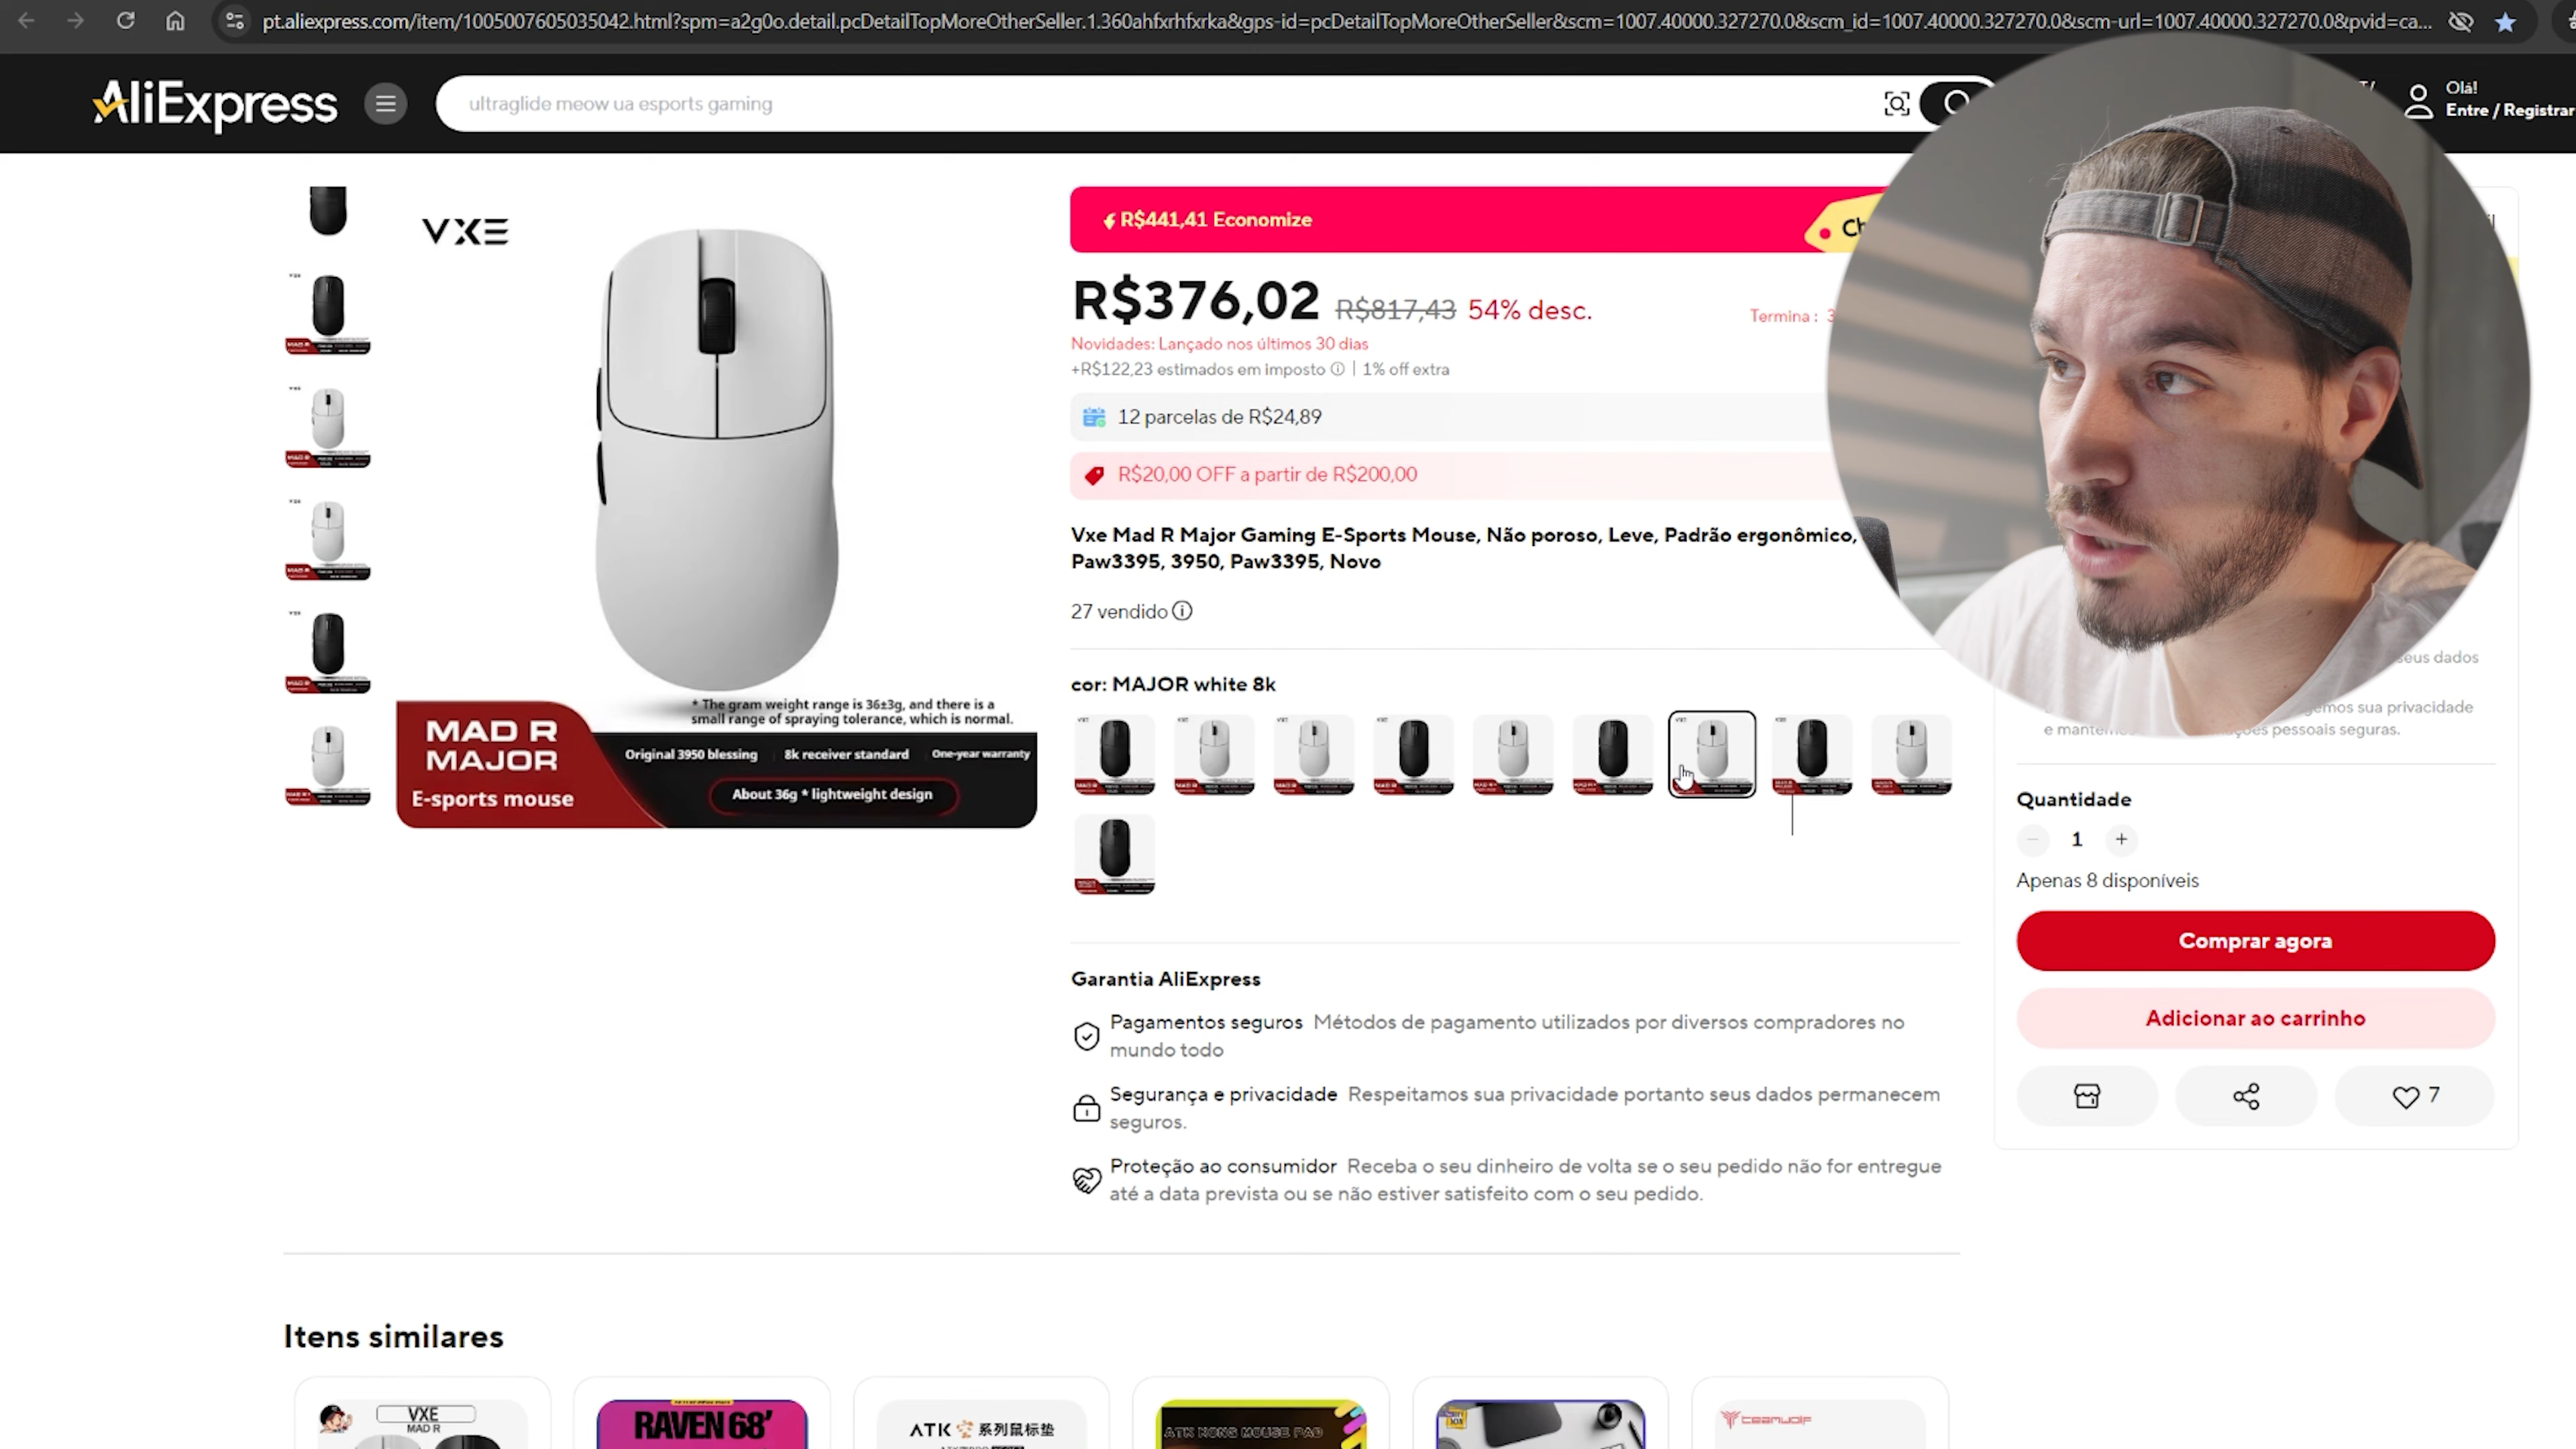 pt.aliexpress.com/item/1005007605035042.html?spm=a2g0o.detail.pcDetailTopMoreOtherSeller.1.360ahfxrhfxrka&gps-id=pcDetailTopMoreOtherSeller&scm=1007.40000.327270.0&scm_id=1007.40000.327270.0&scm-url=1007.40000.327270.0&pvid=ca...
AliExpress
ultraglide meow ua esports gaming
Olá!
Entre / Registrar
VXE
R$441,41 Economize
R$376,02 R$817,43 54% desc.
Termina : 3
Novidades: Lançado nos últimos 30 dias
+R$122,23 estimados em imposto | 1% off extra
12 parcelas de R$24,89
R$20,00 OFF a partir de R$200,00
Vxe Mad R Major Gaming E-Sports Mouse, Não poroso, Leve, Padrão ergonômico,
Paw3395, 3950, Paw3395, Novo
27 vendido
cor: MAJOR white 8k
* The gram weight range is 36±3g, and there is a
small range of spraying tolerance, which is normal.
MAD R
MAJOR
E-sports mouse
Original 3950 blessing 8k receiver standard One-year warranty
About 36g * lightweight design
seus dados
sua privacidade
pessoais seguras.
Quantidade
1
Apenas 8 disponíveis
Comprar agora
Adicionar ao carrinho
7
Garantia AliExpress
Pagamentos seguros Métodos de pagamento utilizados por diversos compradores no
mundo todo
Segurança e privacidade Respeitamos sua privacidade portanto seus dados permanecem
seguros.
Proteção ao consumidor Receba o seu dinheiro de volta se o seu pedido não for entregue
até a data prevista ou se não estiver satisfeito com o seu pedido.
Itens similares
VXE
MAD R
RAVEN 68'
ATK 系列鼠标垫
ATK KONG MOUSE PAD